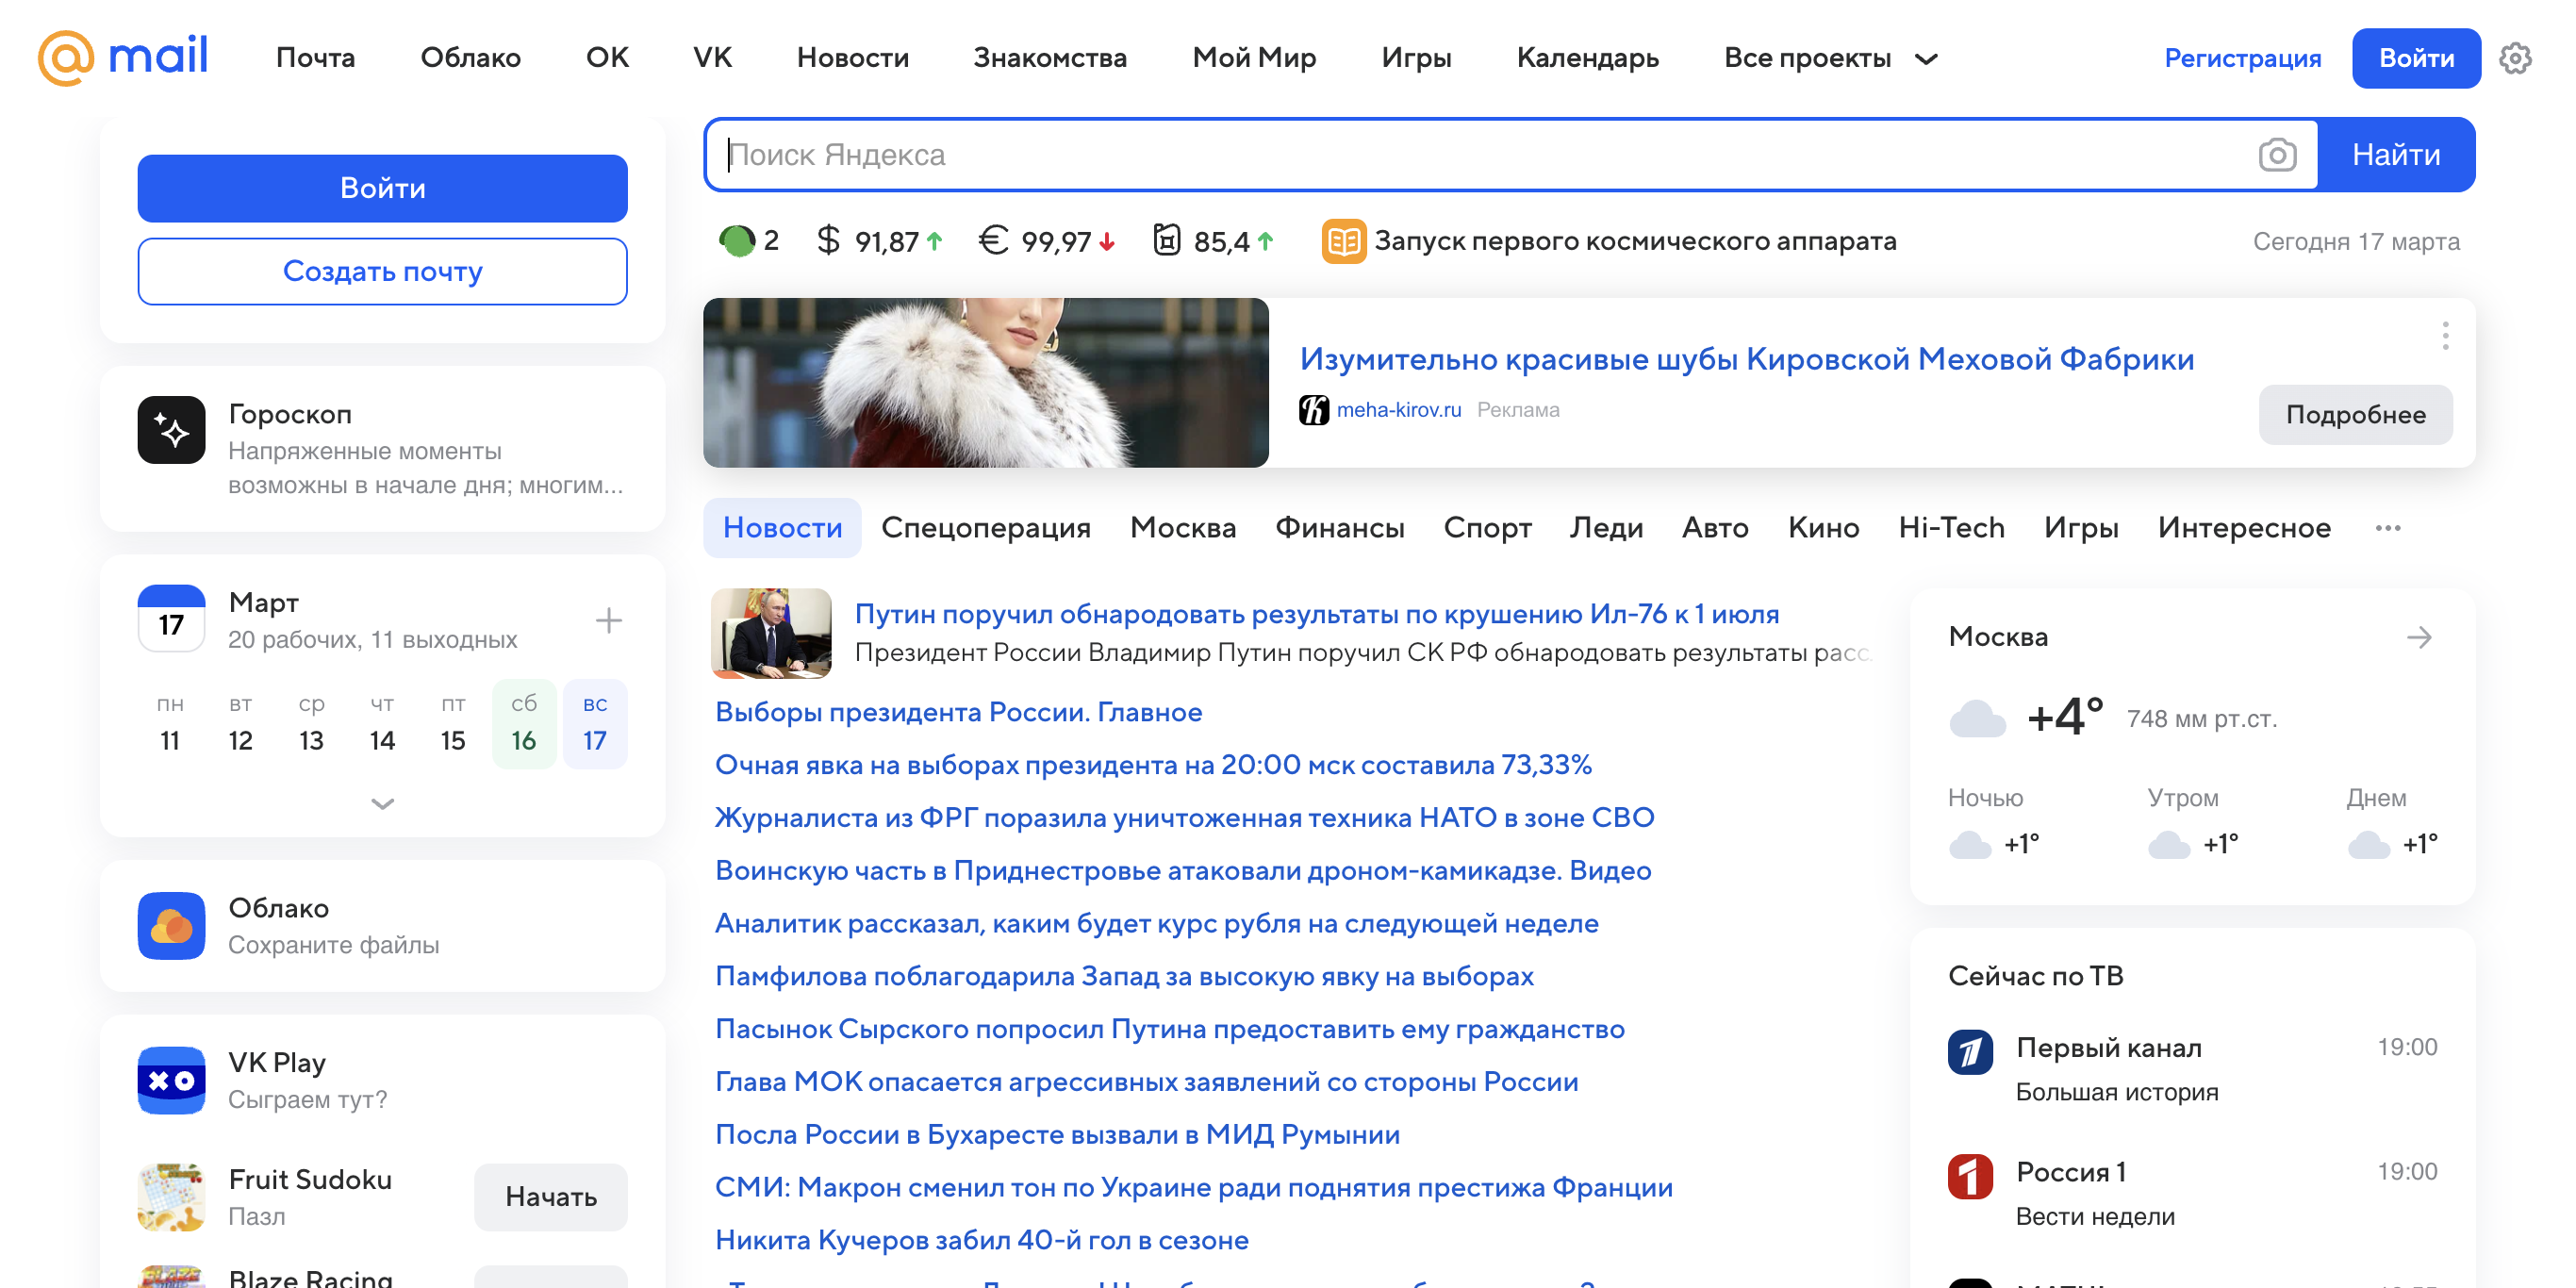 @ mail Почта Облако OK VK Новости Знакомства Мой Мир Игры Календарь Все проекты Регистрация Войти
Войти
Создать почту
Гороскоп
Напряженные моменты
возможны в начале дня; многим...
17
Март
20 рабочих, 11 выходных
пн вт ср чт пт сб вс
11 12 13 14 15 16 17
Облако
Сохраните файлы
VK Play
Сыграем тут?
Fruit Sudoku
Пазл
Начать
Blaze Racing
Поиск Яндекса
Найти
2 $ 91,87 € 99,97 85,4 Запуск первого космического аппарата Сегодня 17 марта
Изумительно красивые шубы Кировской Меховой Фабрики
meha-kirov.ru Реклама
Подробнее
Новости Спецоперация Москва Финансы Спорт Леди Авто Кино Hi-Tech Игры Интересное ...
Путин поручил обнародовать результаты по крушению Ил-76 к 1 июля
Президент России Владимир Путин поручил СК РФ обнародовать результаты расс
Выборы президента России. Главное
Очная явка на выборах президента на 20:00 мск составила 73,33%
Журналиста из ФРГ поразила уничтоженная техника НАТО в зоне СВО
Воинскую часть в Приднестровье атаковали дроном-камикадзе. Видео
Аналитик рассказал, каким будет курс рубля на следующей неделе
Памфилова поблагодарила Запад за высокую явку на выборах
Пасынок Сырского попросил Путина предоставить ему гражданство
Глава МОК опасается агрессивных заявлений со стороны России
Посла России в Бухаресте вызвали в МИД Румынии
СМИ: Макрон сменил тон по Украине ради поднятия престижа Франции
Никита Кучеров забил 40-й гол в сезоне
Москва
+4° 748 мм рт.ст.
Ночью Утром Днем
+1° +1° +1°
Сейчас по ТВ
Первый канал 19:00
Большая история
Россия 1 19:00
Вести недели